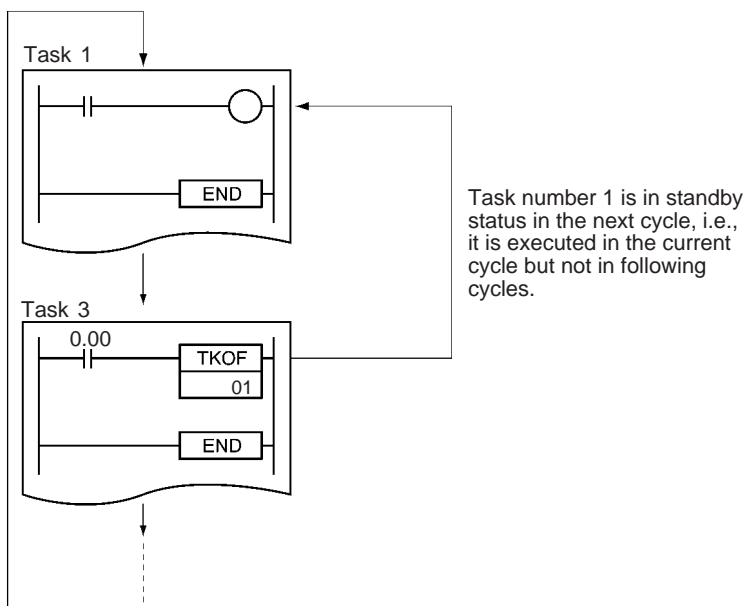 Task 1
END
Task number 1 is in standby
status in the next cycle, i.e.,
it is executed in the current
cycle but not in following
cycles.
Task 3
0.00
TKOF
01
END